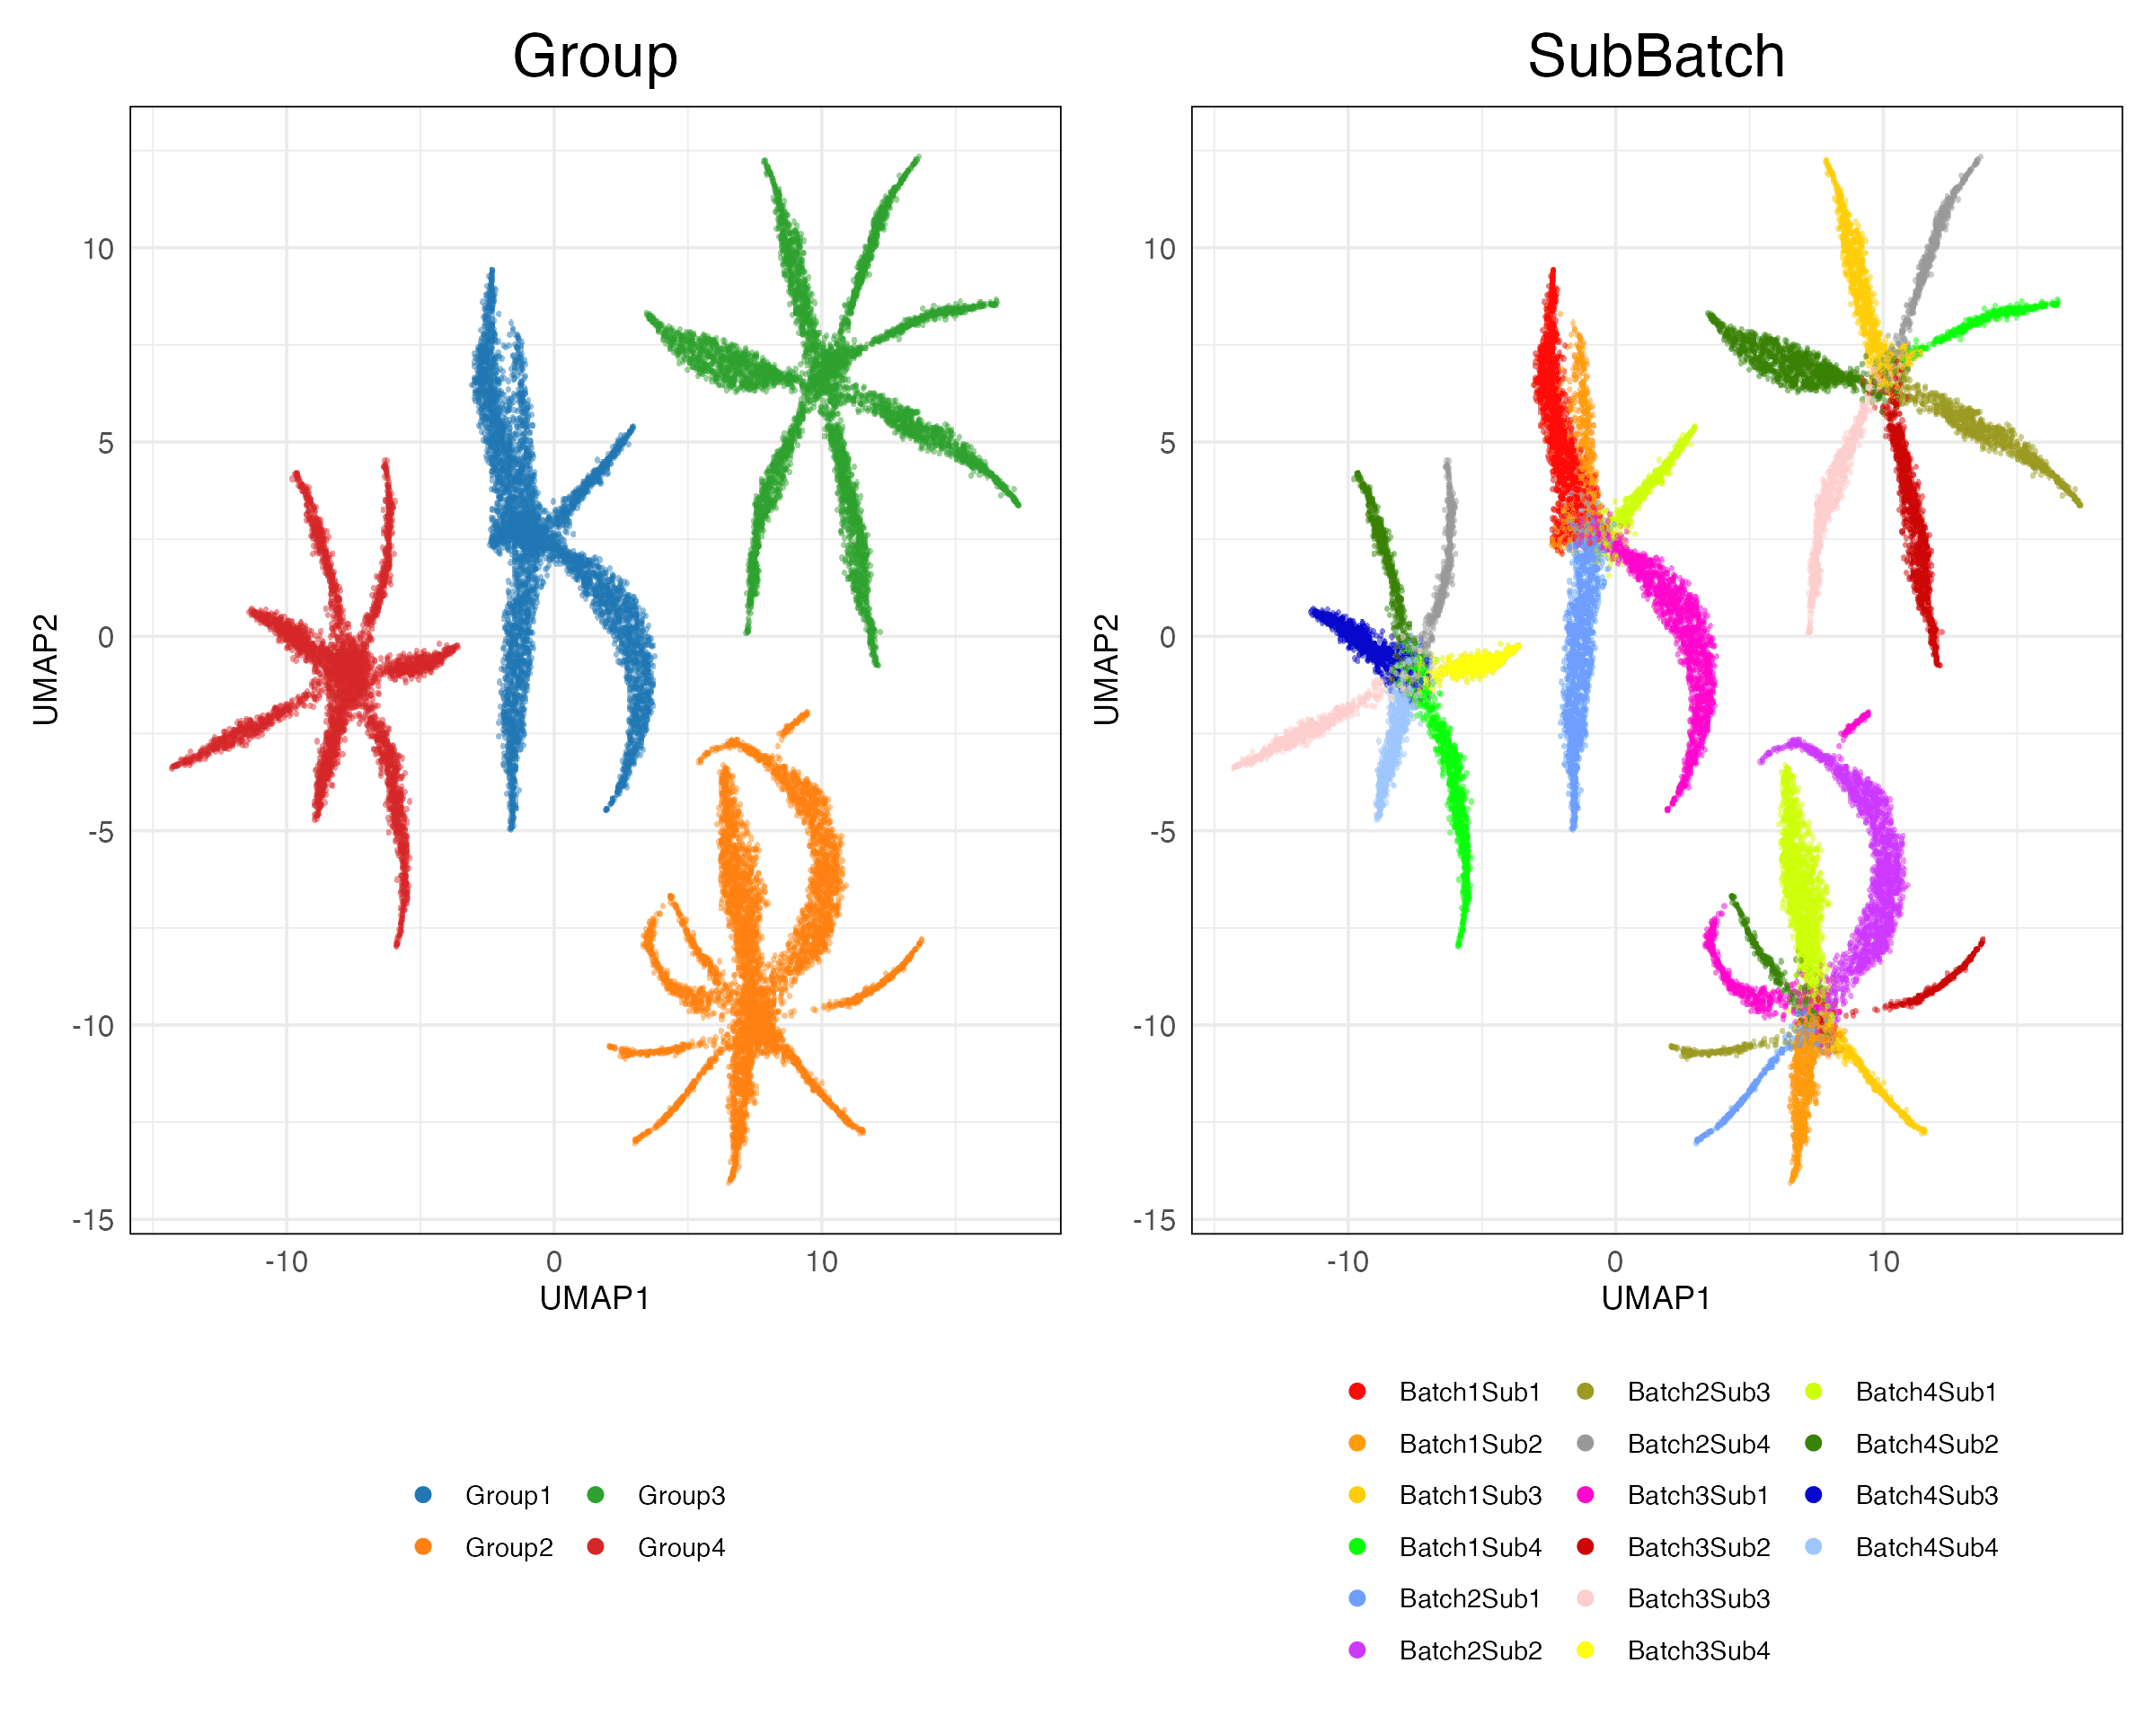 Group
SubBatch
10
5
0
-5
-10
-15
UMAP2
-10
0
10
UMAP1
10
5
0
-5
-10
-15
UMAP2
-10
0
10
UMAP1
Group1
Group3
Group2
Group4
Batch1Sub1
Batch2Sub3
Batch4Sub1
Batch1Sub2
Batch2Sub4
Batch4Sub2
Batch1Sub3
Batch3Sub1
Batch4Sub3
Batch1Sub4
Batch3Sub2
Batch4Sub4
Batch2Sub1
Batch3Sub3
Batch2Sub2
Batch3Sub4